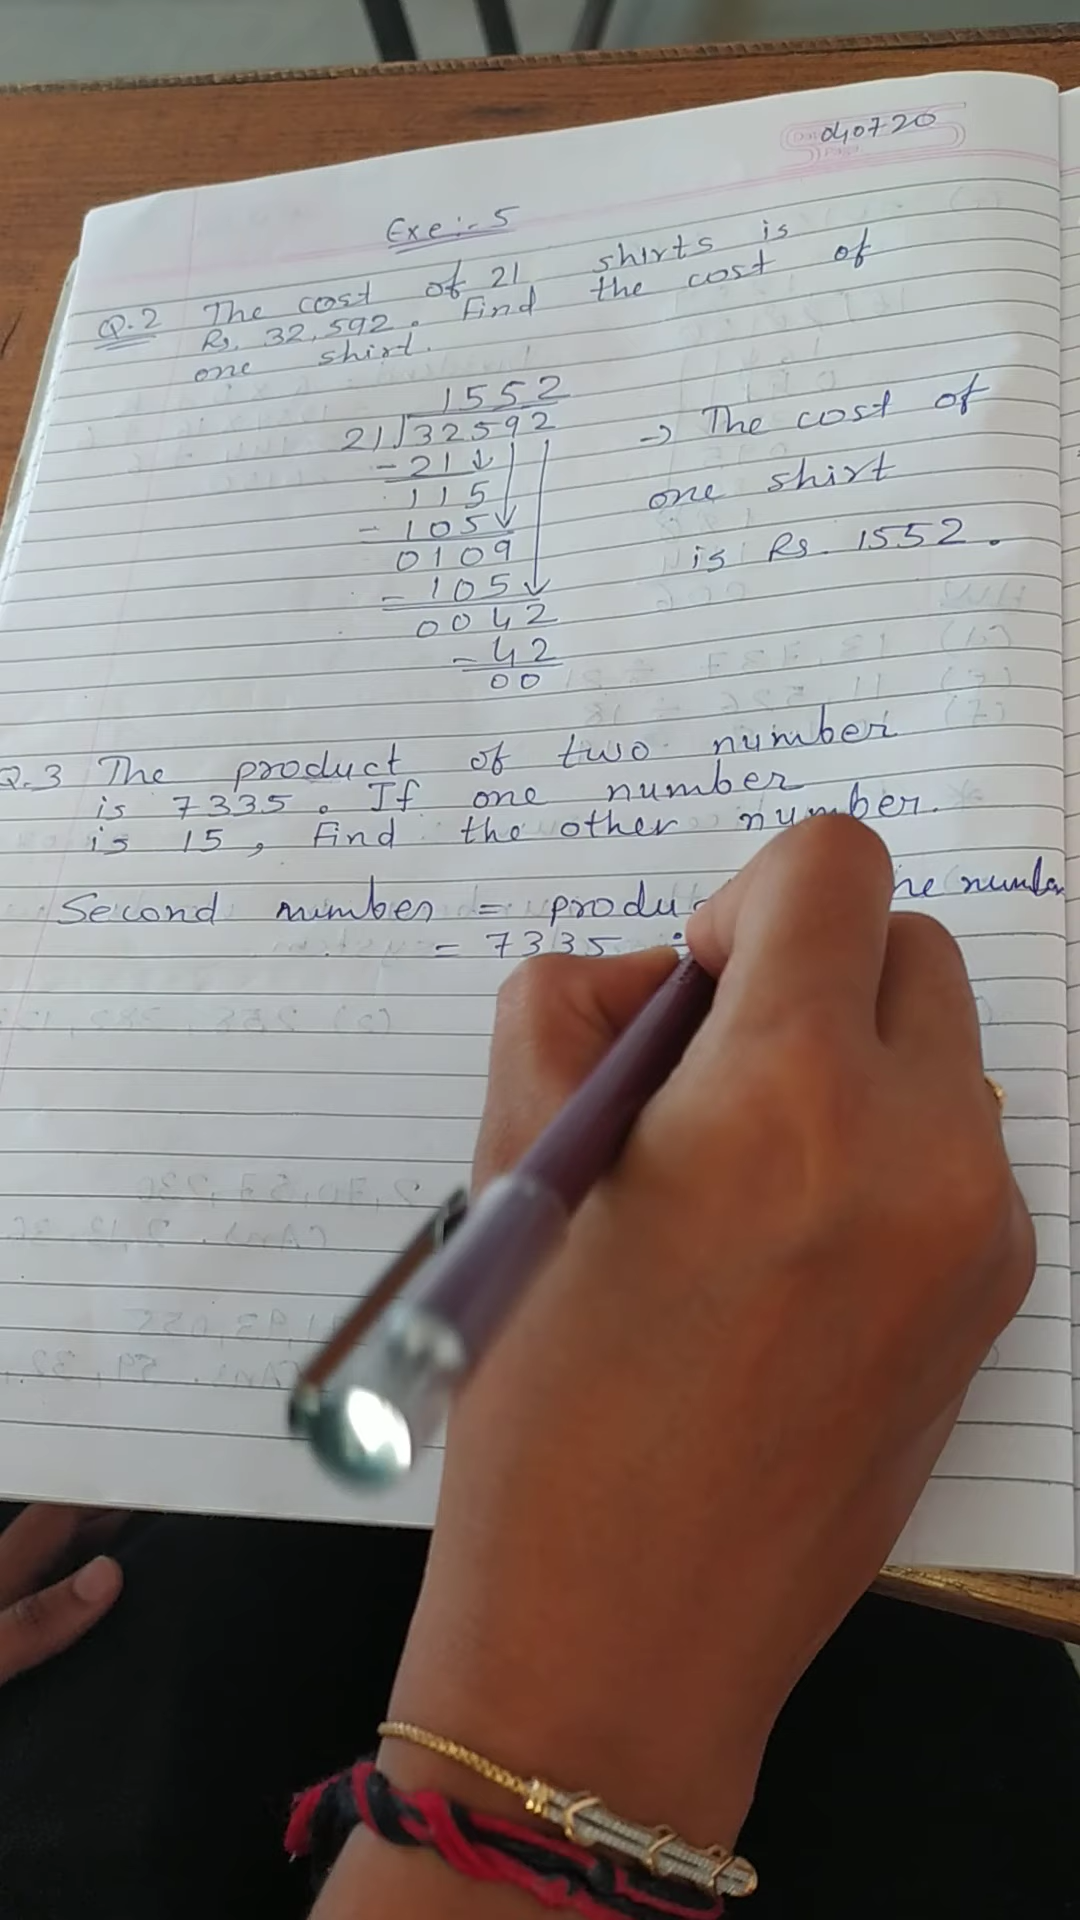 040720
Exe:- 5
Q.2 The cost of 21 shirts is
Rs. 32,592. Find the cost of
one shirt.
1552
21)32592
-21
115
-105
0109
-105
0042
-42
00
→ The cost of
one shirt
is Rs. 1552.
Q.3 The product of two number
is 7335. If one number
is 15, Find the other number.
Second number = produ numbe
= 7335 ÷